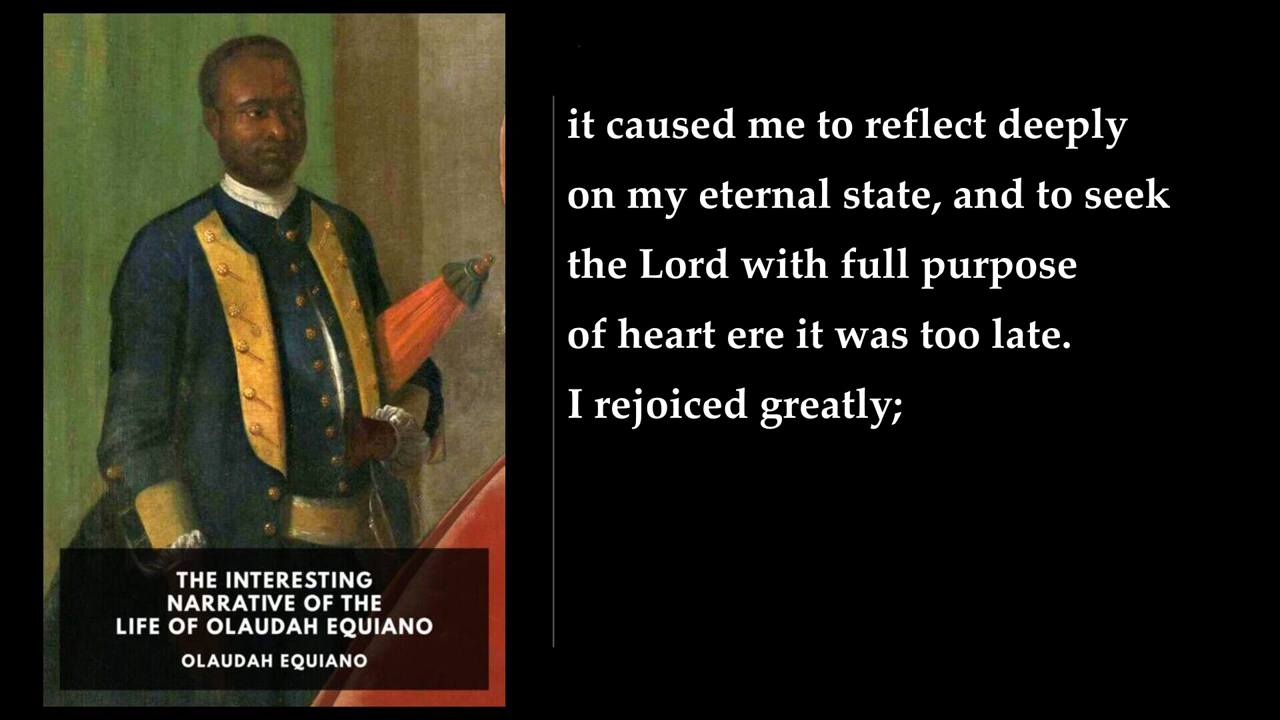 THE INTERESTING
NARRATIVE OF THE
LIFE OF OLAUDAH EQUIANO
OLAUDAH EQUIANO
it caused me to reflect deeply
on my eternal state, and to seek
the Lord with full purpose
of heart ere it was too late.
I rejoiced greatly;